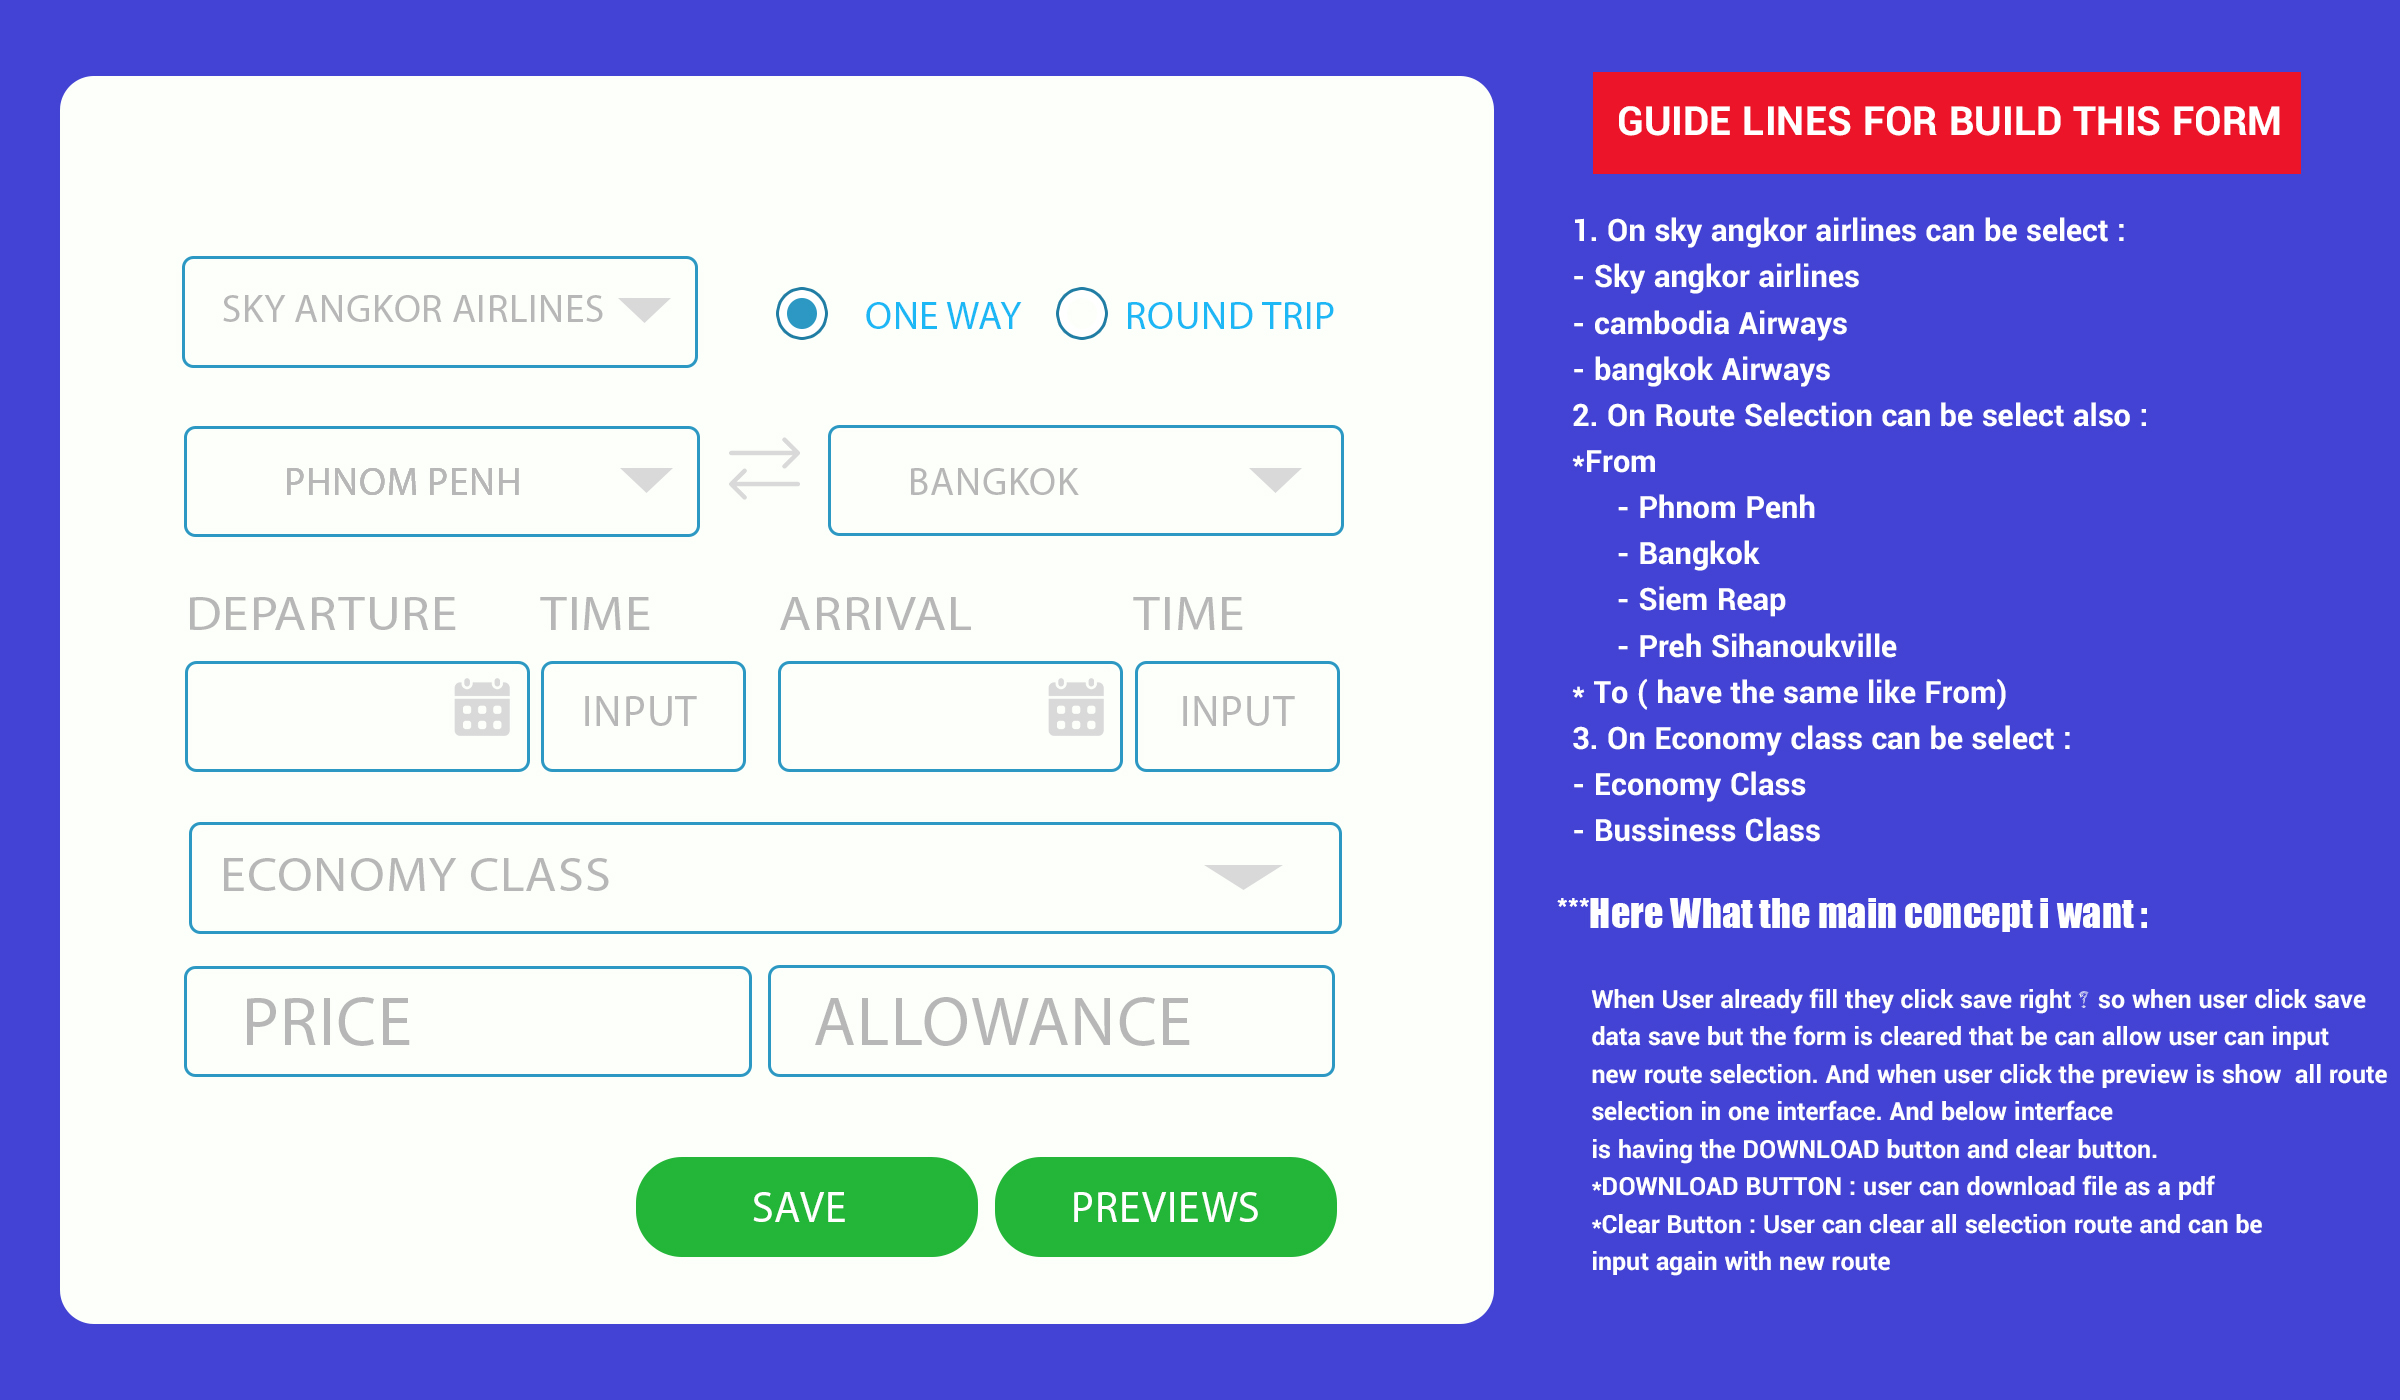 SKY ANGKOR AIRLINES
ONE WAY
ROUND TRIP
PHNOM PENH
BANGKOK
DEPARTURE
TIME
ARRIVAL
TIME
INPUT
INPUT
ECONOMY CLASS
PRICE
ALLOWANCE
SAVE
PREVIEWS
GUIDE LINES FOR BUILD THIS FORM
1. On sky angkor airlines can be select :
- Sky angkor airlines
- cambodia Airways
- bangkok Airways
2. On Route Selection can be select also :
*From
- Phnom Penh
- Bangkok
- Siem Reap
- Preh Sihanoukville
* To ( have the same like From)
3. On Economy class can be select :
- Economy Class
- Bussiness Class
***Here What the main concept i want :
When User already fill they click save right ? so when user click save
data save but the form is cleared that be can allow user can input
new route selection. And when user click the preview is show all route
selection in one interface. And below interface
is having the DOWNLOAD button and clear button.
*DOWNLOAD BUTTON : user can download file as a pdf
*Clear Button : User can clear all selection route and can be
input again with new route